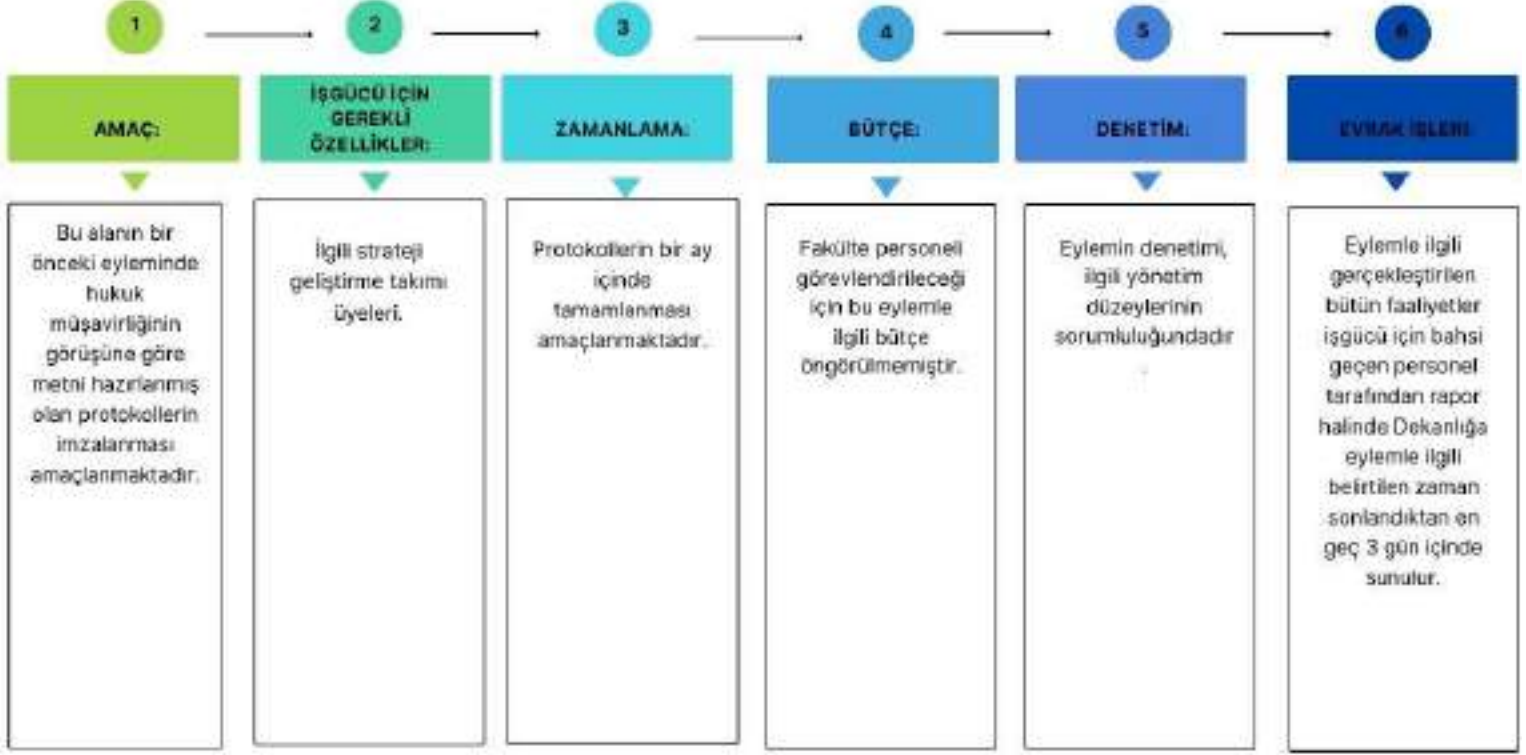 1
2
3
4
5
6
AMAÇ:
İŞGÜCÜ İÇİN
GEREKLİ
ÖZELLİKLER:
ZAMANLAMA:
BÜTÇE:
DENETİM:
EVRAK İŞLERİ:
Bu alanın bir
önceki eyleminde
hukuk
müşavirliğinin
görüşüne göre
metni hazırlanmış
olan protokollerin
imzalanması
amaçlanmaktadır.
İlgili strateji
geliştirme takımı
üyeleri.
Protokollerin bir ay
içinde
tamamlanması
amaçlanmaktadır.
Fakülte personeli
görevlendirileceği
için bu eylemle
ilgili bütçe
öngörülmemiştir.
Eylemin denetimi,
ilgili yönetim
düzeylerinin
sorumluluğundadır
.
Eylemle ilgili
gerçekleştirilen
bütün faaliyetler
işgücü için bahsi
geçen personel
tarafından rapor
halinde Dekanlığa
eylemle ilgili
belirtilen zaman
sonlandıktan en
geç 3 gün içinde
sunulur.